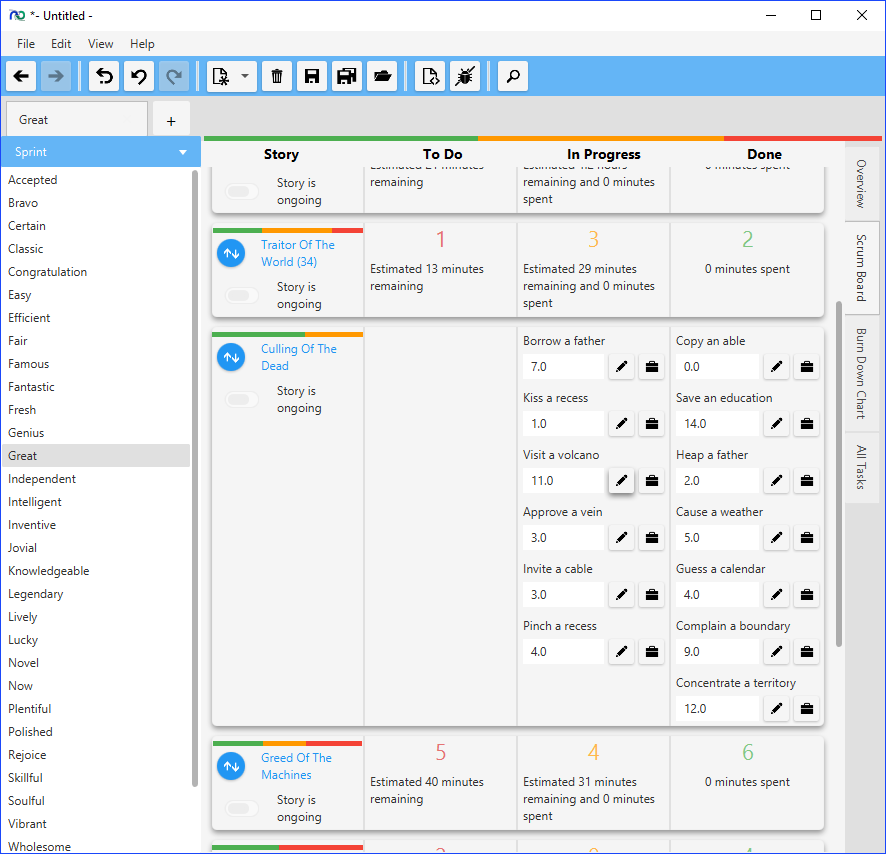 *- Untitled -
File Edit View Help
Great +
Sprint
Accepted
Bravo
Certain
Classic
Congratulation
Easy
Efficient
Fair
Famous
Fantastic
Fresh
Genius
Great
Independent
Intelligent
Inventive
Jovial
Knowledgeable
Legendary
Lively
Lucky
Novel
Now
Plentiful
Polished
Rejoice
Skillful
Soulful
Vibrant
Wholesome
Story To Do In Progress Done
Story is
ongoing
remaining
remaining and 0 minutes
spent
0 minutes spent
Traitor Of The
World (34)
Story is
ongoing
1
Estimated 13 minutes
remaining
3
Estimated 29 minutes
remaining and 0 minutes
spent
2
0 minutes spent
Culling Of The
Dead
Story is
ongoing
Borrow a father
7.0
Kiss a recess
1.0
Visit a volcano
11.0
Approve a vein
3.0
Invite a cable
3.0
Pinch a recess
4.0
Copy an able
0.0
Save an education
14.0
Heap a father
2.0
Cause a weather
5.0
Guess a calendar
4.0
Complain a boundary
9.0
Concentrate a territory
12.0
Greed Of The
Machines
Story is
ongoing
5
Estimated 40 minutes
remaining
4
Estimated 31 minutes
remaining and 0 minutes
spent
6
0 minutes spent
Overview
Scrum Board
Burn Down Chart
All Tasks